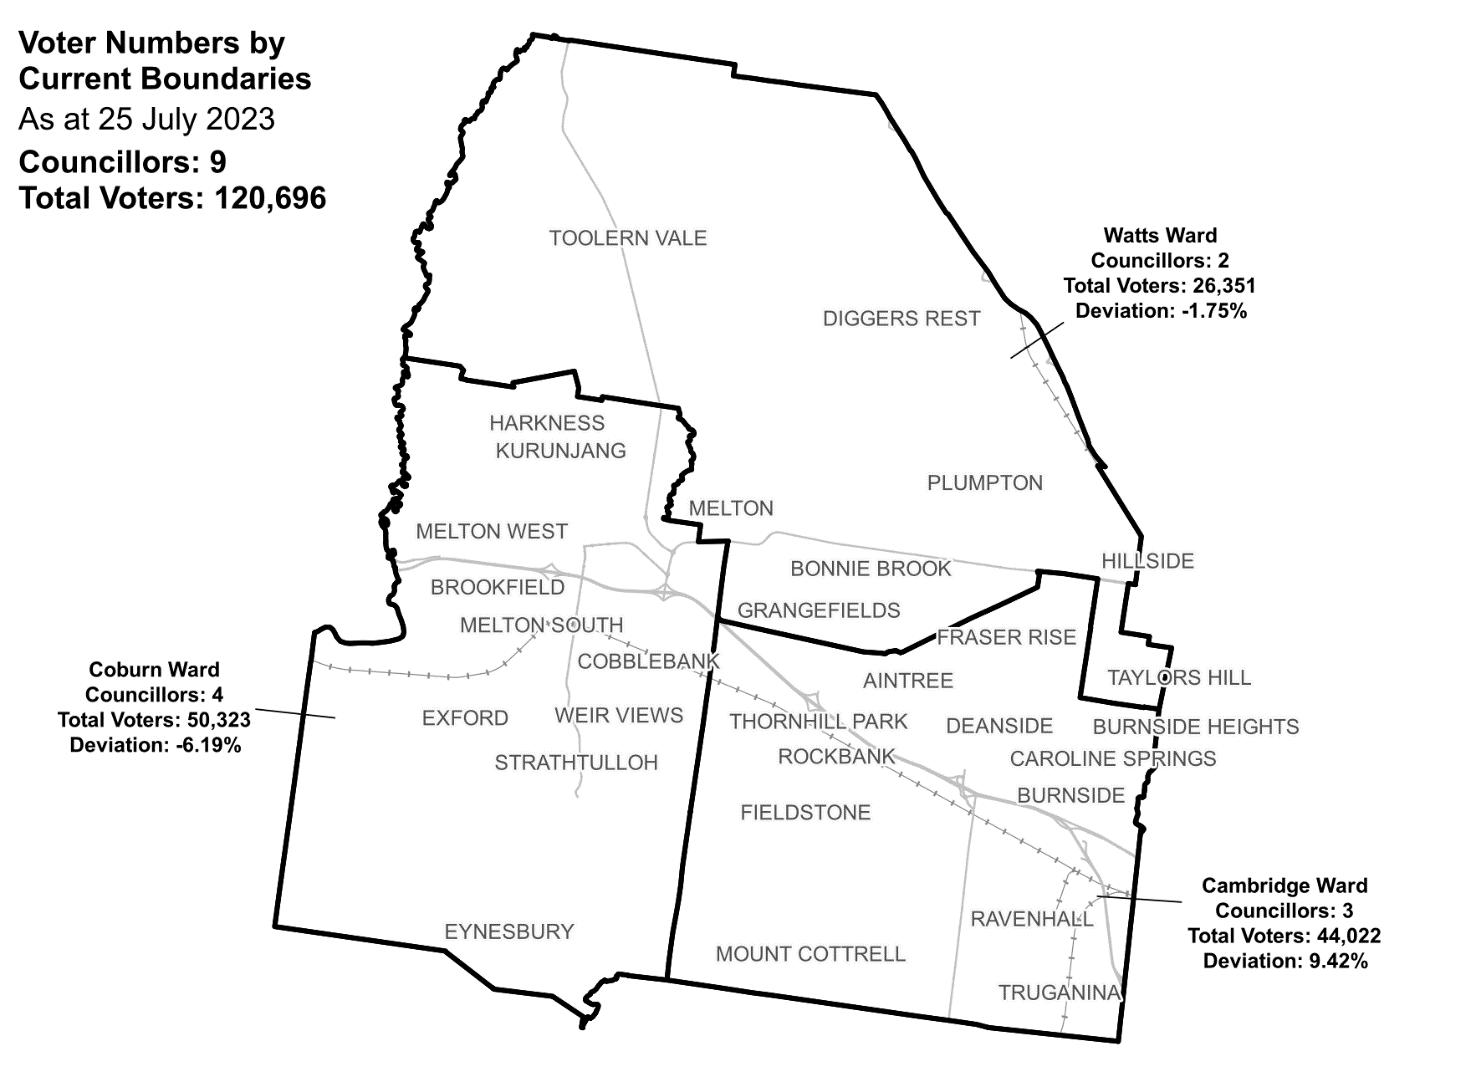 Voter Numbers by
Current Boundaries
As at 25 July 2023
Councillors: 9
Total Voters: 120,696
TOOLERN VALE
Watts Ward
Councillors: 2
Total Voters: 26,351
Deviation: -1.75%
DIGGERS REST
HARKNESS
KURUNJANG
PLUMPTON
MELTON
MELTON WEST
HILLSIDE
BONNIE BROOK
BROOKFIELD
GRANGEFIELDS
MELTON SOUTH
FRASER RISE
COBBLEBANK
Coburn Ward
Councillors: 4
Total Voters: 50,323
Deviation: -6.19%
AINTREE
TAYLORS HILL
EXFORD
WEIR VIEWS
THORNHILL PARK
DEANSIDE
BURNSIDE HEIGHTS
STRATHTULLOH
ROCKBANK
CAROLINE SPRINGS
BURNSIDE
FIELDSTONE
Cambridge Ward
Councillors: 3
Total Voters: 44,022
Deviation: 9.42%
RAVENHALL
EYNESBURY
MOUNT COTTRELL
TRUGANINA